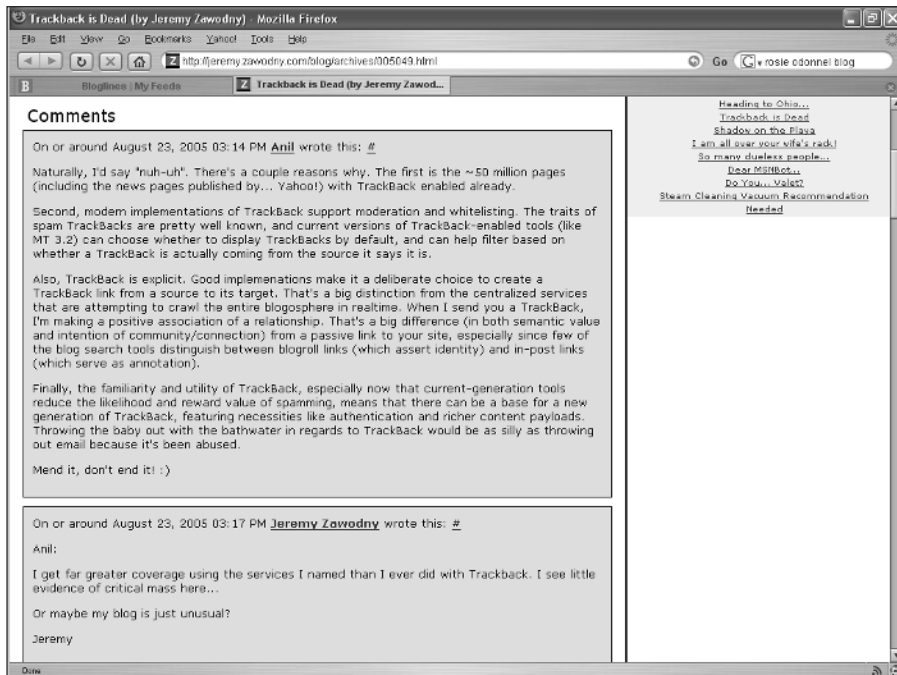 Trackback is Dead (by Jeremy Zawodny) - Mozilla Firefox
File Edit View Go Bookmarks Yahoo! Tools Help
http://jeremy.zawodny.com/blog/archives/005049.html Go rosie odonnel blog
Bloglines | My Feeds Trackback is Dead (by Jeremy Zawod...
Comments
On or around August 23, 2005 03:14 PM Anil wrote this: #
Naturally, I'd say "nuh-uh". There's a couple reasons why. The first is the ~50 million pages
(including the news pages published by... Yahoo!) with TrackBack enabled already.
Second, modern implementations of TrackBack support moderation and whitelisting. The traits of
spam TrackBacks are pretty well known, and current versions of TrackBack-enabled tools (like
MT 3.2) can choose whether to display TrackBacks by default, and can help filter based on
whether a TrackBack is actually coming from the source it says it is.
Also, TrackBack is explicit. Good implemenations make it a deliberate choice to create a
TrackBack link from a source to its target. That's a big distinction from the centralized services
that are attempting to crawl the entire blogosphere in realtime. When I send you a TrackBack,
I'm making a positive association of a relationship. That's a big difference (in both semantic value
and intention of community/connection) from a passive link to your site, especially since few of
the blog search tools distinguish between blogroll links (which assert identity) and in-post links
(which serve as annotation).
Finally, the familiarity and utility of TrackBack, especially now that current-generation tools
reduce the likelihood and reward value of spamming, means that there can be a base for a new
generation of TrackBack, featuring necessities like authentication and richer content payloads.
Throwing the baby out with the bathwater in regards to TrackBack would be as silly as throwing
out email because it's been abused.
Mend it, don't end it! :)
On or around August 23, 2005 03:17 PM Jeremy Zawodny wrote this: #
Anil:
I get far greater coverage using the services I named than I ever did with Trackback. I see little
evidence of critical mass here...
Or maybe my blog is just unusual?
Jeremy
Heading to Ohio...
Trackback is Dead
Shadow on the Playa
I am all over your wife's rack!
So many clueless people...
Dear MSNBot...
Do You... Valet?
Steam Cleaning Vacuum Recommendation
Needed
Done